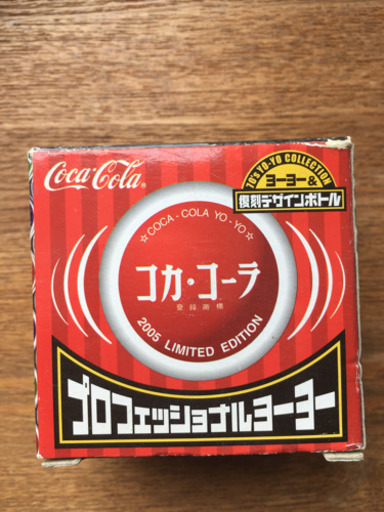 Coca-Cola®
70's YO-YO COLLECTION
ヨーヨー&
復刻デザインボトル
☆ COCA-COLA YO-YO ☆
コカ・コーラ
登録商標
2005 LIMITED EDITION
プロフェッショナルヨーヨー